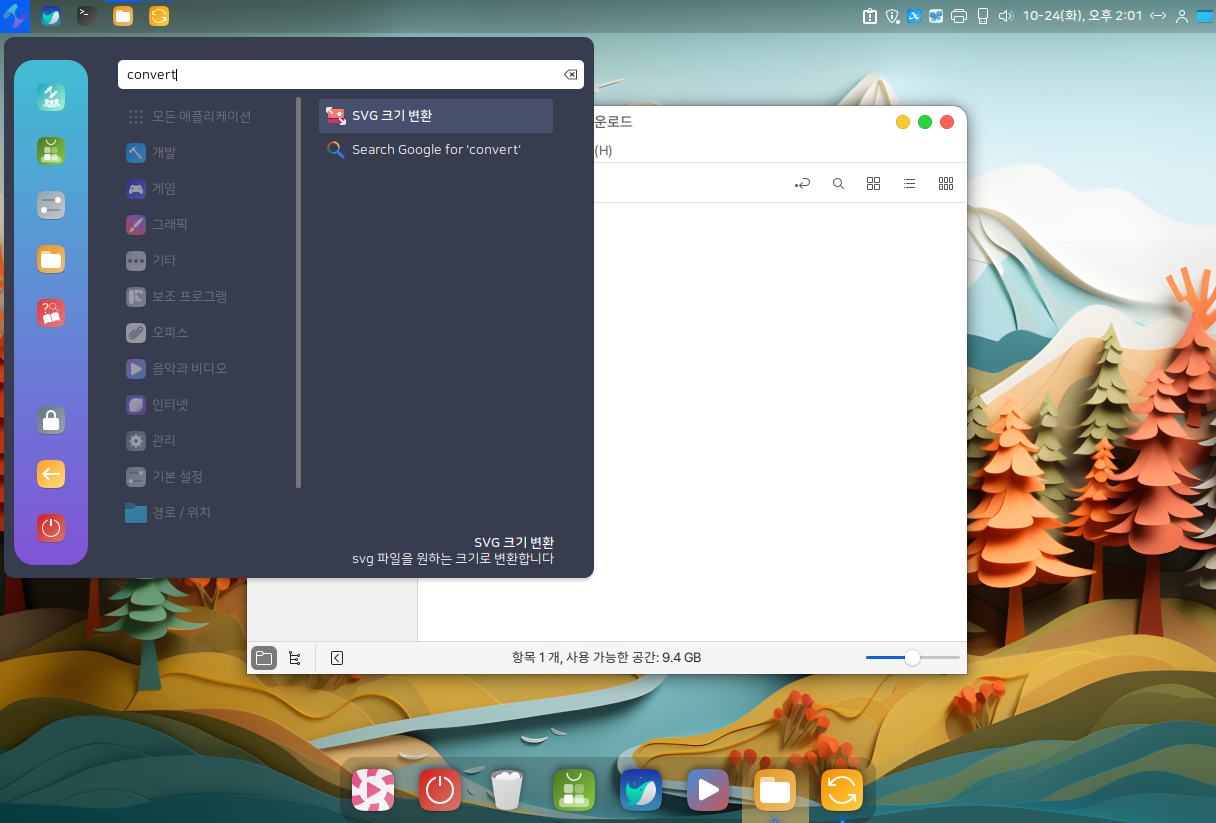 10-24(화), 오후 2:01
convert
모든 애플리케이션
개발
게임
그래픽
기타
보조 프로그램
오피스
음악과 비디오
인터넷
관리
기본 설정
경로 / 위치
SVG 크기 변환
Search Google for 'convert'
SVG 크기 변환
svg 파일을 원하는 크기로 변환합니다
운로드
(H)
항목 1 개, 사용 가능한 공간: 9.4 GB